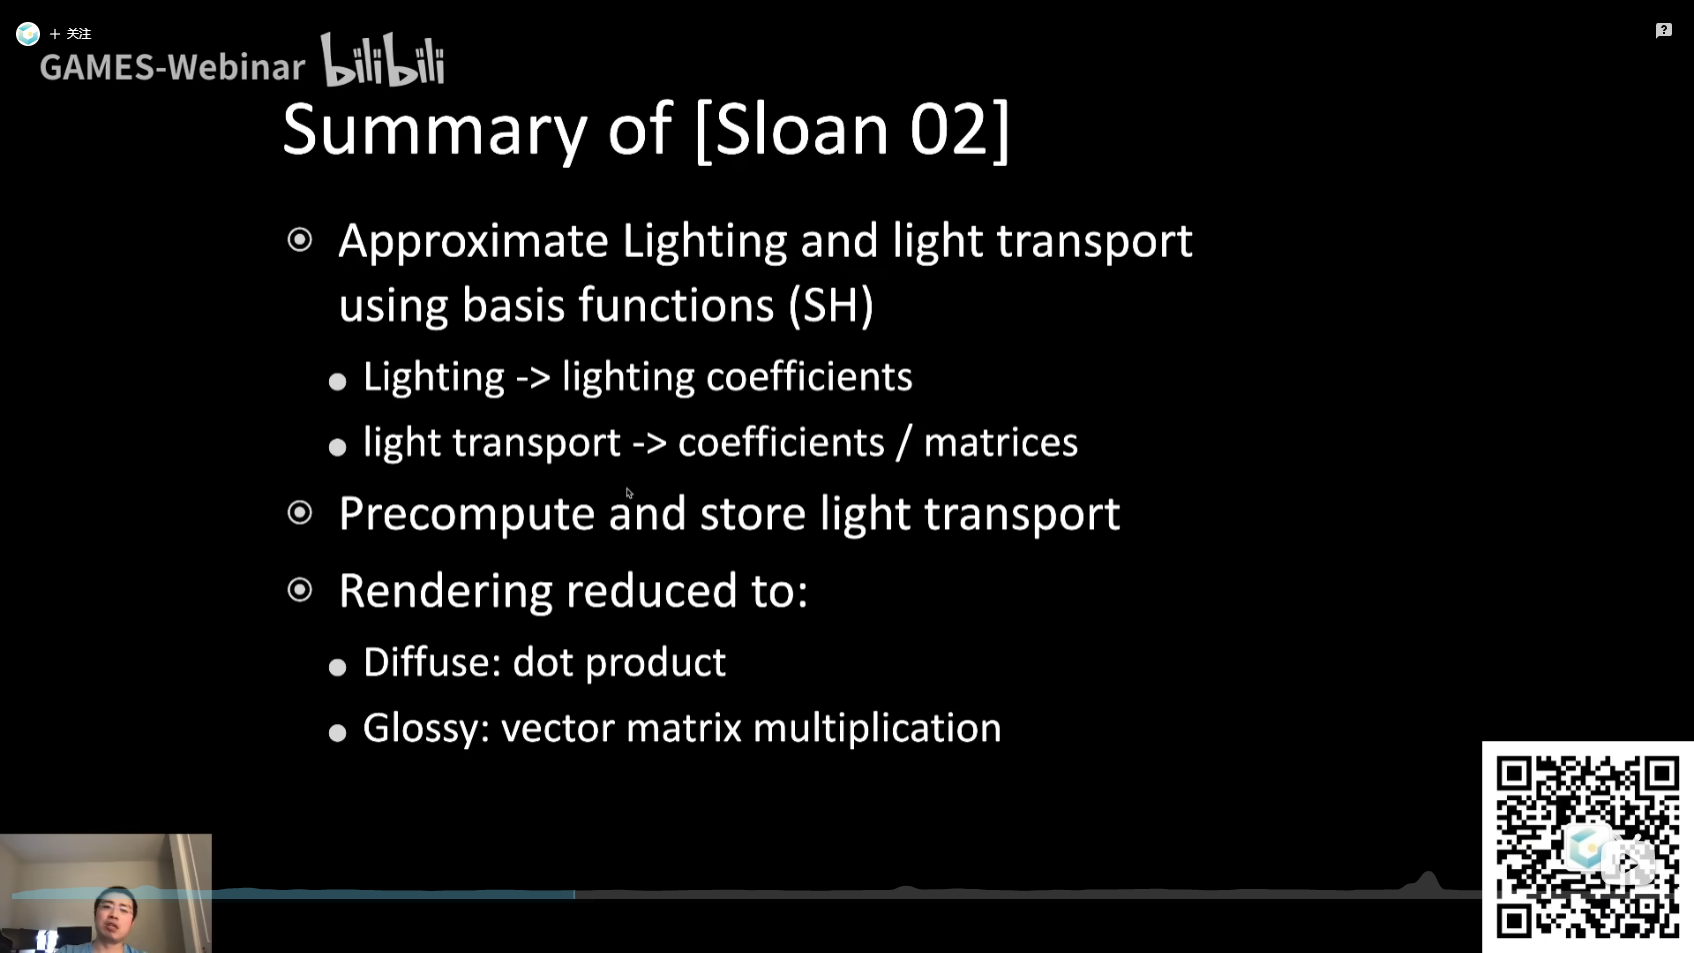 + 关注
GAMES-Webinar bilibili
Summary of [Sloan 02]
Approximate Lighting and light transport
using basis functions (SH)
Lighting -> lighting coefficients
light transport -> coefficients / matrices
Precompute and store light transport
Rendering reduced to:
Diffuse: dot product
Glossy: vector matrix multiplication